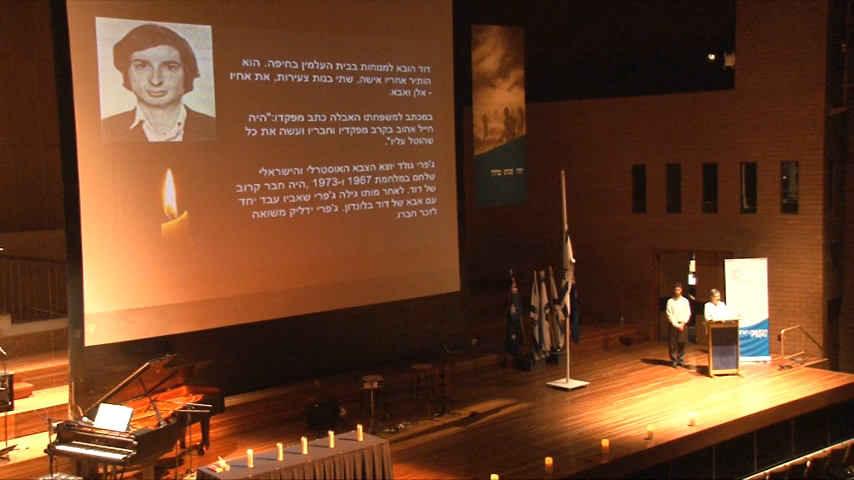 דוד הובא למנוחות בבית העלמין בחיפה. הוא
הותיר אחריו אישה, שתי בנות צעירות, את אחיו
- אלן ואבא.
במכתב למשפחתו האבלה כתב מפקדו:"היה
חייל אהוב בקרב מפקדיו וחבריו ועשה את כל
שהוטל עליו".
ג'פרי גולד יוצא הצבא האוסטרלי והישראלי
שלחם במלחמת 1967 ו-1973 ,היה חבר קרוב
של דוד. לאחר מותו גילה ג'פרי שאביו עבד יחד
עם אבא של דוד בלונדון. ג'פרי ידליק משואה
לזכר חברו.